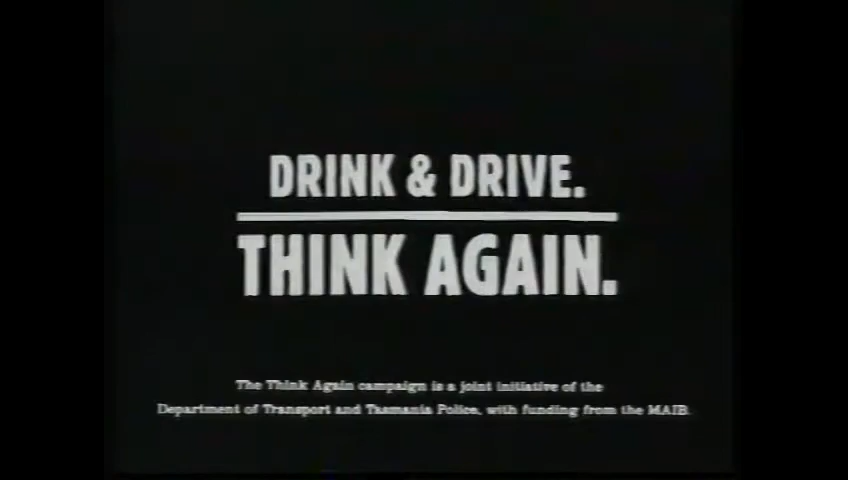 DRINK & DRIVE.
THINK AGAIN.
The Think Again campaign is a joint initiative of the
Department of Transport and Tasmania Police, with funding from the MAIB.